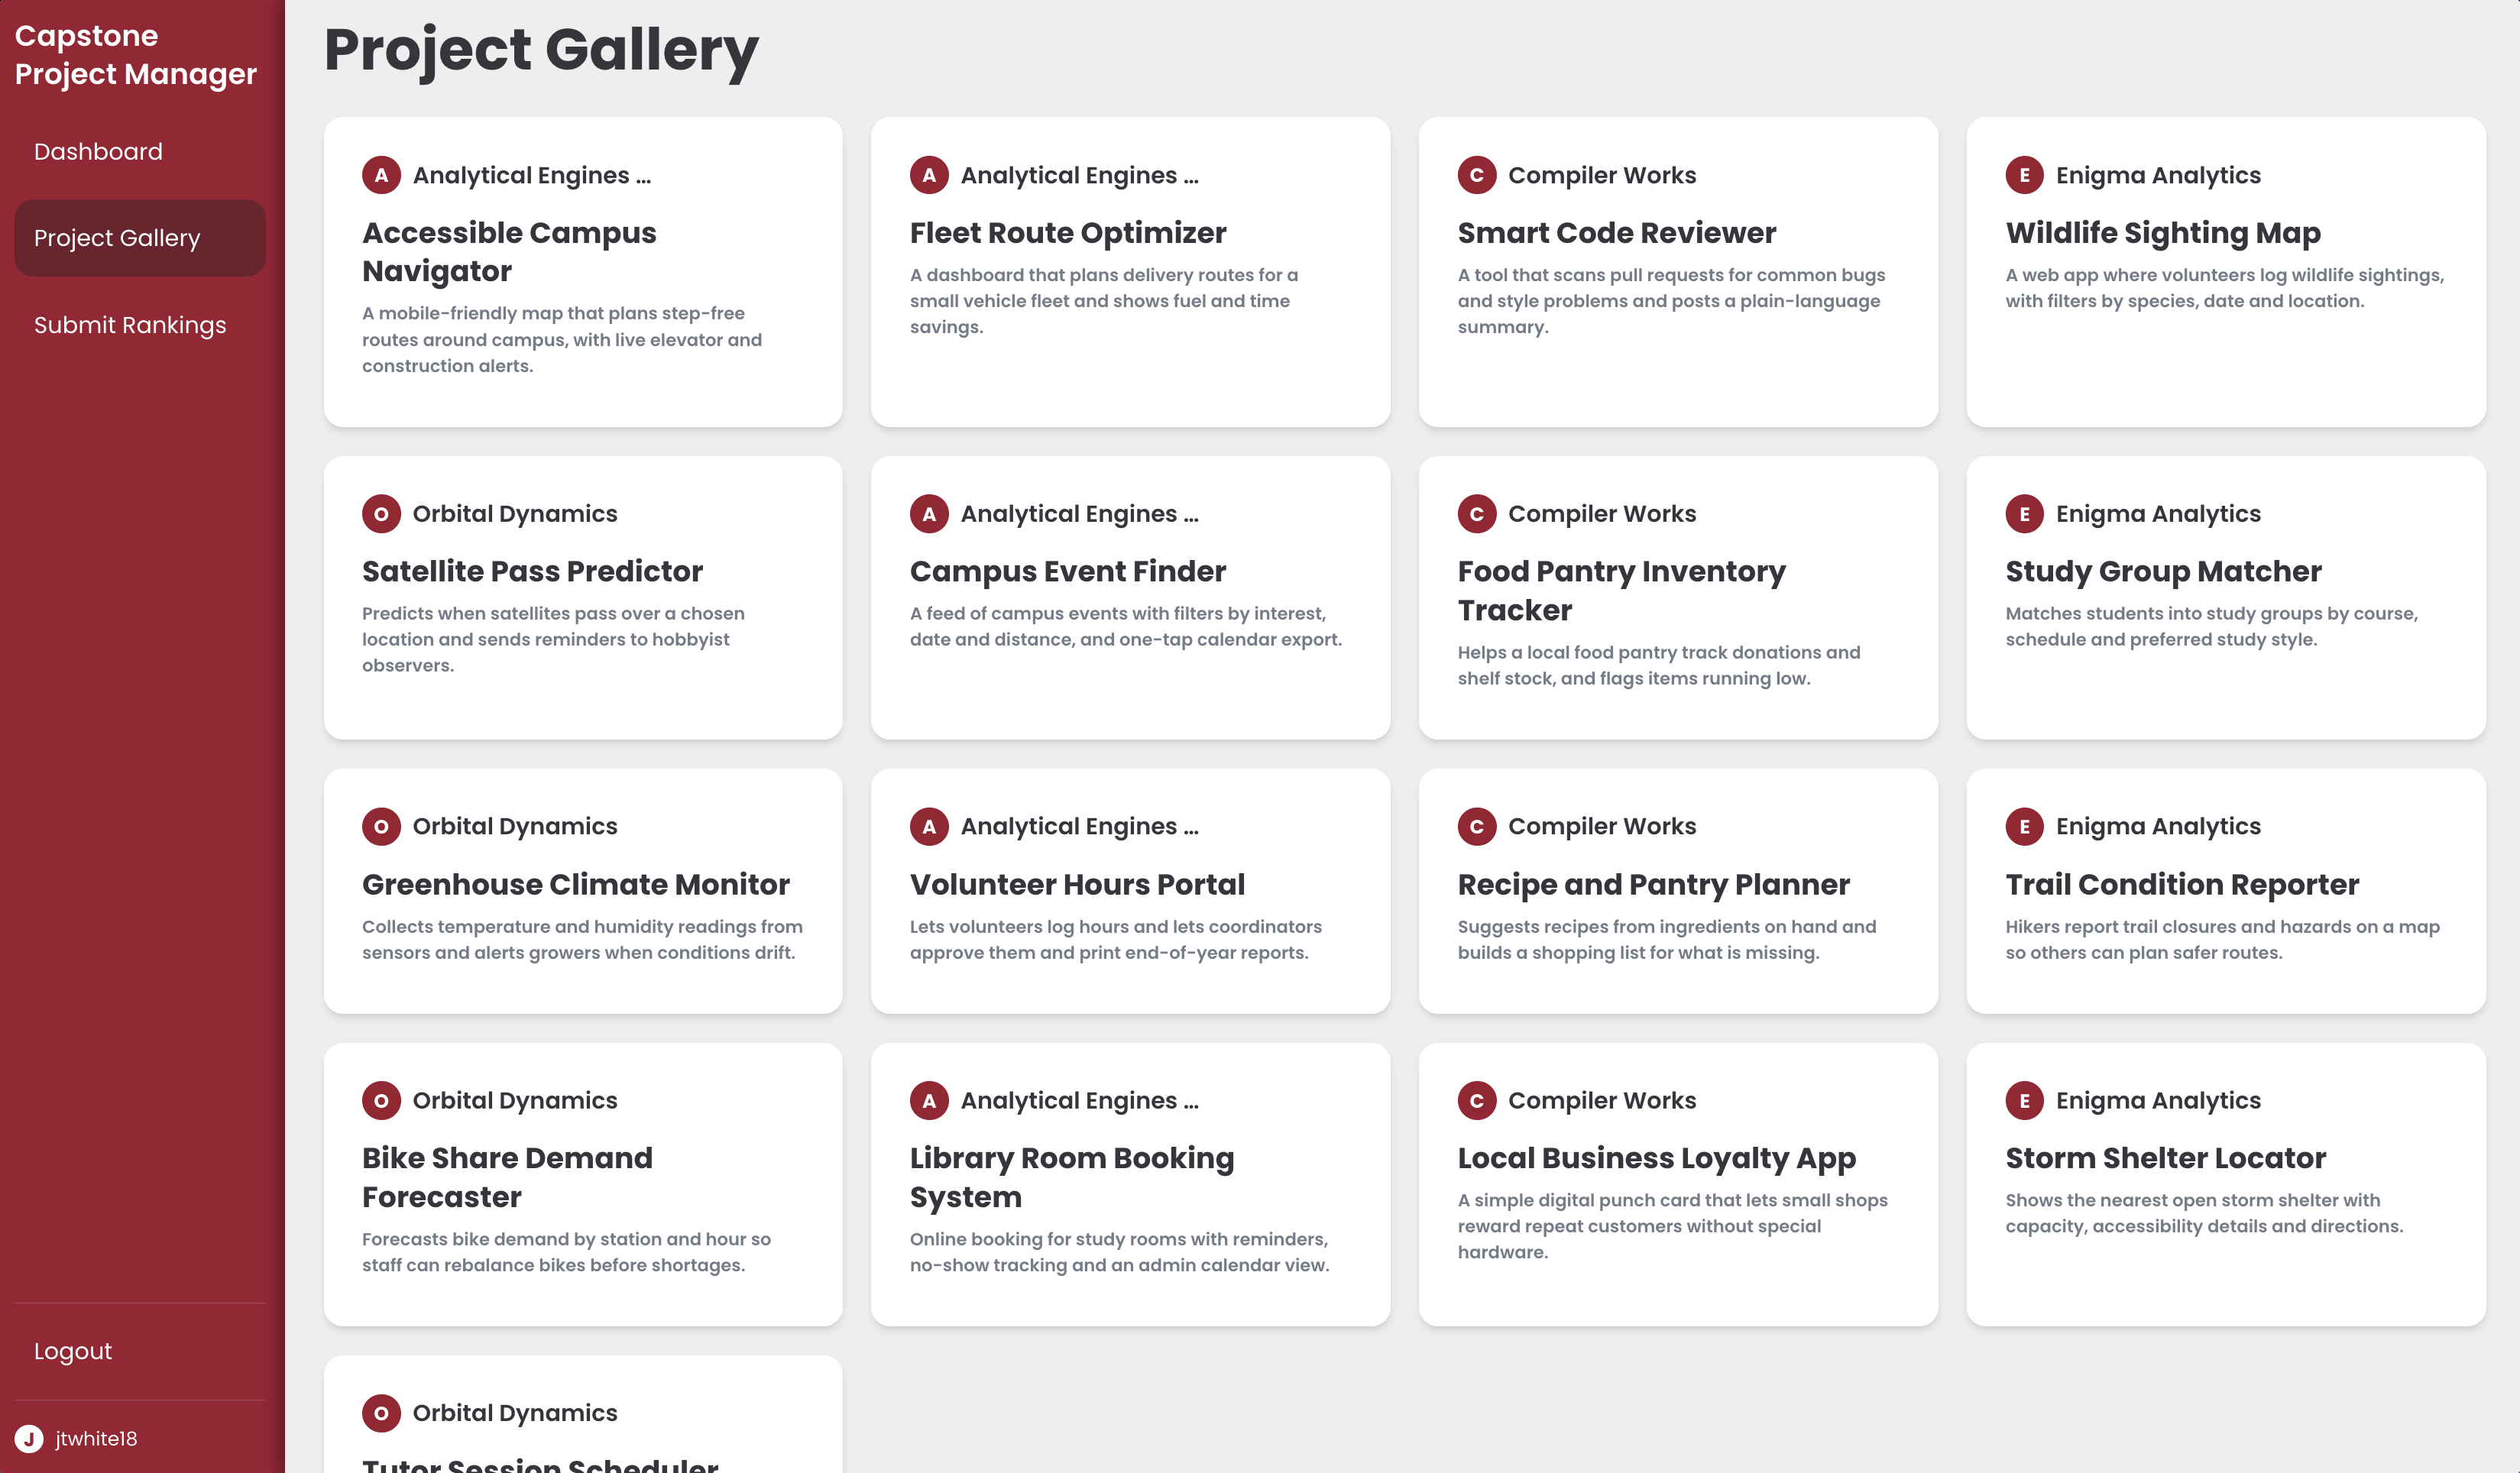 Capstone
Project Manager
Dashboard
Project Gallery
Submit Rankings
Logout
J jtwhite18
Project Gallery
A Analytical Engines ...
Accessible Campus
Navigator
A mobile-friendly map that plans step-free
routes around campus, with live elevator and
construction alerts.
A Analytical Engines ...
Fleet Route Optimizer
A dashboard that plans delivery routes for a
small vehicle fleet and shows fuel and time
savings.
C Compiler Works
Smart Code Reviewer
A tool that scans pull requests for common bugs
and style problems and posts a plain-language
summary.
E Enigma Analytics
Wildlife Sighting Map
A web app where volunteers log wildlife sightings,
with filters by species, date and location.
O Orbital Dynamics
Satellite Pass Predictor
Predicts when satellites pass over a chosen
location and sends reminders to hobbyist
observers.
A Analytical Engines ...
Campus Event Finder
A feed of campus events with filters by interest,
date and distance, and one-tap calendar export.
C Compiler Works
Food Pantry Inventory
Tracker
Helps a local food pantry track donations and
shelf stock, and flags items running low.
E Enigma Analytics
Study Group Matcher
Matches students into study groups by course,
schedule and preferred study style.
O Orbital Dynamics
Greenhouse Climate Monitor
Collects temperature and humidity readings from
sensors and alerts growers when conditions drift.
A Analytical Engines ...
Volunteer Hours Portal
Lets volunteers log hours and lets coordinators
approve them and print end-of-year reports.
C Compiler Works
Recipe and Pantry Planner
Suggests recipes from ingredients on hand and
builds a shopping list for what is missing.
E Enigma Analytics
Trail Condition Reporter
Hikers report trail closures and hazards on a map
so others can plan safer routes.
O Orbital Dynamics
Bike Share Demand
Forecaster
Forecasts bike demand by station and hour so
staff can rebalance bikes before shortages.
A Analytical Engines ...
Library Room Booking
System
Online booking for study rooms with reminders,
no-show tracking and an admin calendar view.
C Compiler Works
Local Business Loyalty App
A simple digital punch card that lets small shops
reward repeat customers without special
hardware.
E Enigma Analytics
Storm Shelter Locator
Shows the nearest open storm shelter with
capacity, accessibility details and directions.
O Orbital Dynamics
Tutor Session Scheduler